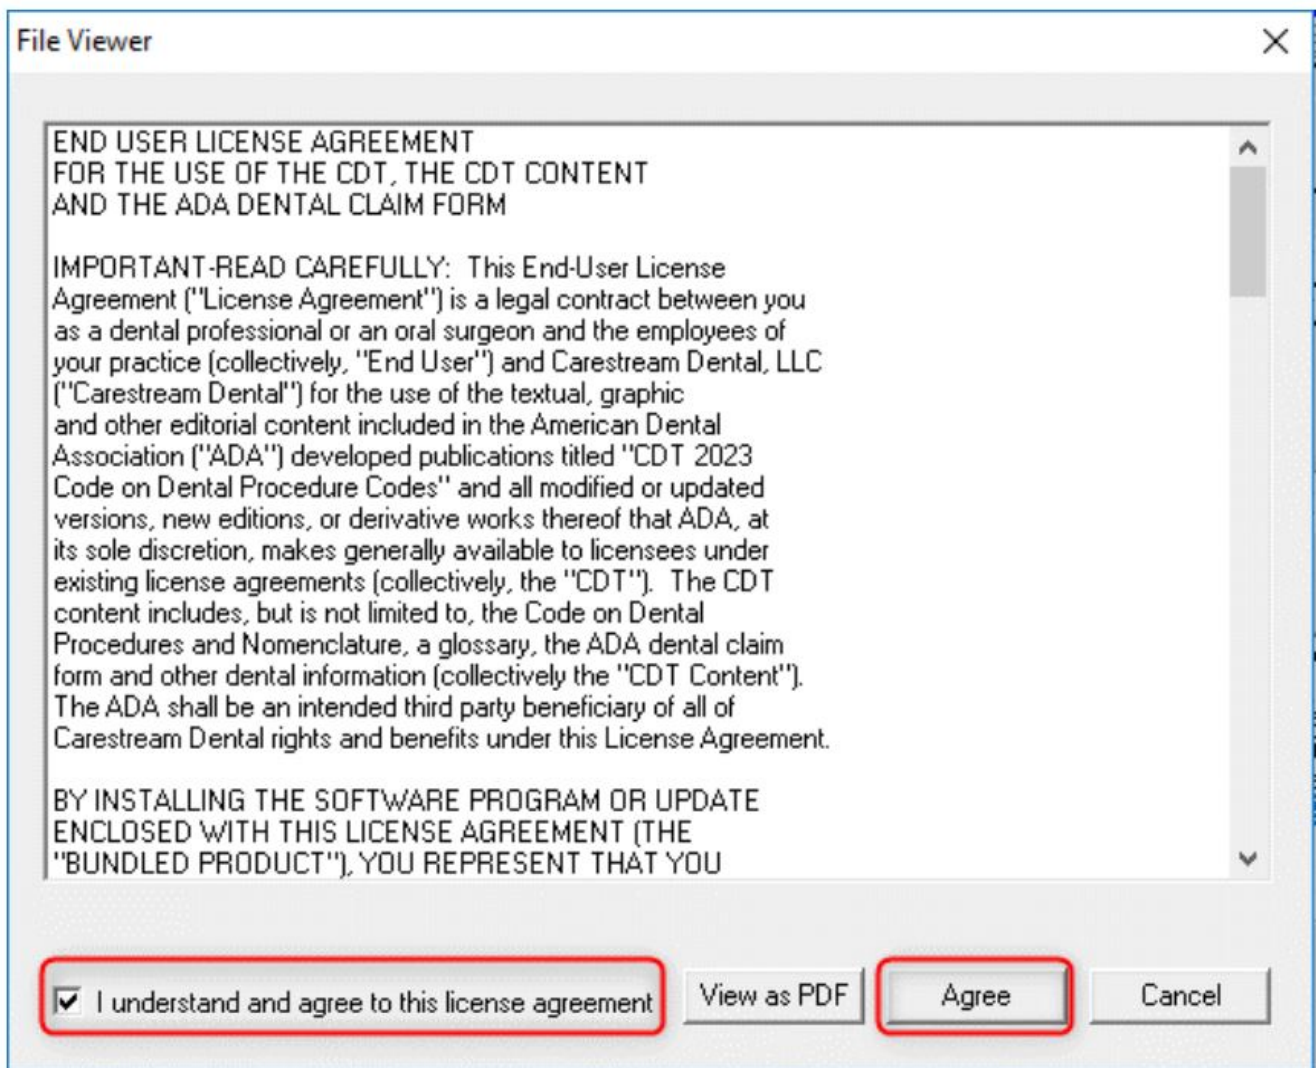 File Viewer
END USER LICENSE AGREEMENT
FOR THE USE OF THE CDT, THE CDT CONTENT
AND THE ADA DENTAL CLAIM FORM
IMPORTANT-READ CAREFULLY:  This End-User License
Agreement ("License Agreement") is a legal contract between you
as a dental professional or an oral surgeon and the employees of
your practice (collectively, "End User") and Carestream Dental, LLC
("Carestream Dental") for the use of the textual, graphic
and other editorial content included in the American Dental
Association ("ADA") developed publications titled "CDT 2023
Code on Dental Procedure Codes" and all modified or updated
versions, new editions, or derivative works thereof that ADA, at
its sole discretion, makes generally available to licensees under
existing license agreements (collectively, the "CDT").  The CDT
content includes, but is not limited to, the Code on Dental
Procedures and Nomenclature, a glossary, the ADA dental claim
form and other dental information (collectively the "CDT Content").
The ADA shall be an intended third party beneficiary of all of
Carestream Dental rights and benefits under this License Agreement.
BY INSTALLING THE SOFTWARE PROGRAM OR UPDATE
ENCLOSED WITH THIS LICENSE AGREEMENT (THE
"BUNDLED PRODUCT"), YOU REPRESENT THAT YOU
I understand and agree to this license agreement
View as PDF
Agree
Cancel